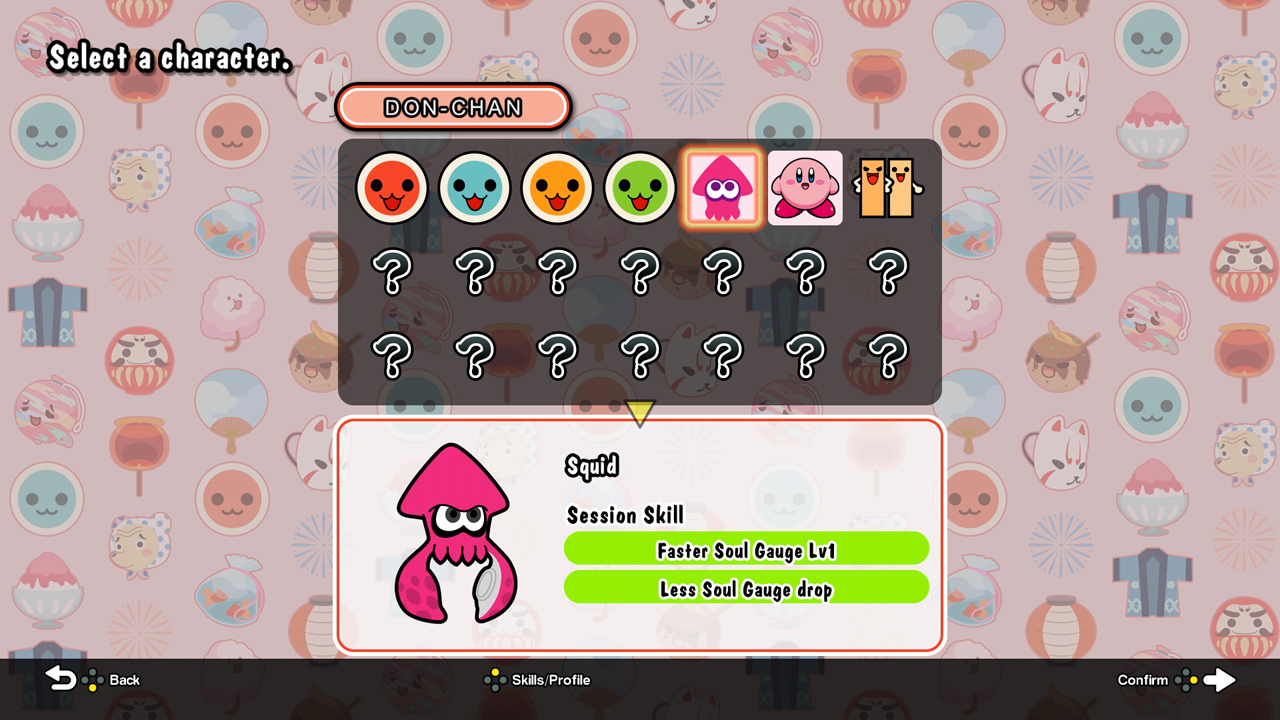 Select a character.
DON-CHAN
? ? ? ? ? ? ?
? ? ? ? ? ? ?
Squid
Session Skill
Faster Soul Gauge Lv1
Less Soul Gauge drop
Back
Skills/Profile
Confirm